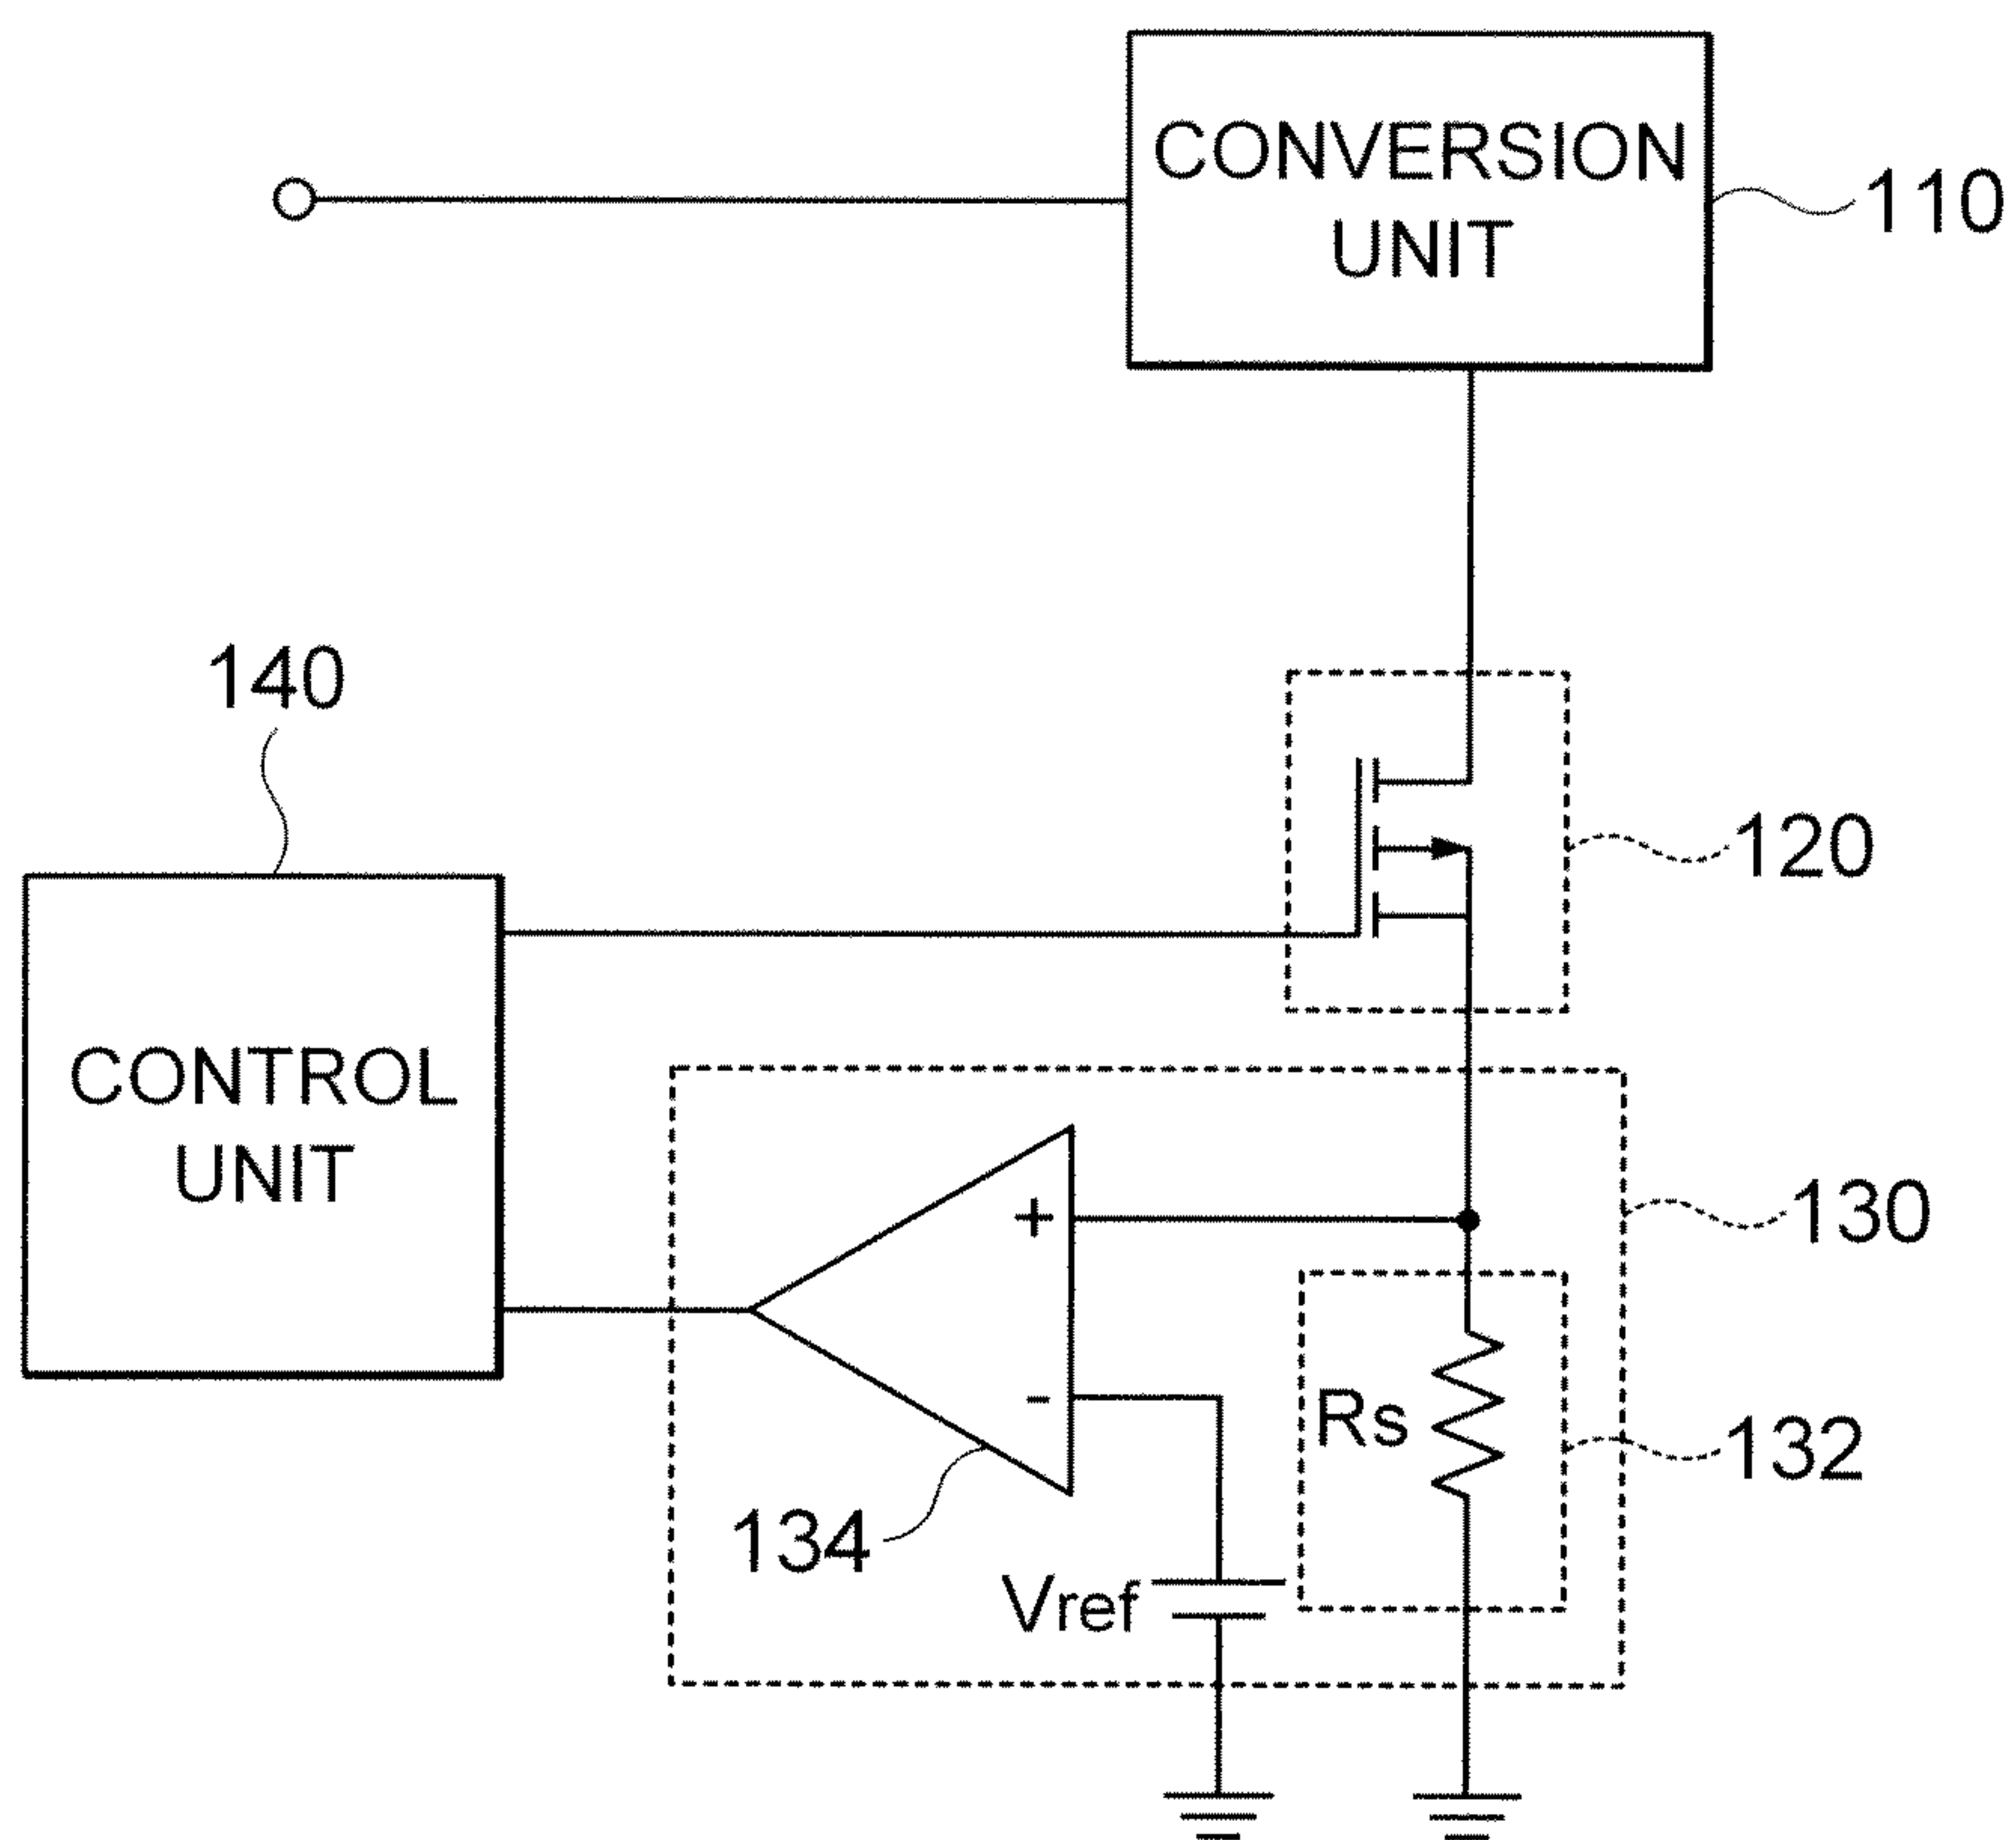 CONVERSION
UNIT
110
140
120
CONTROL
UNIT
+
130
-
Rs
132
134
Vref